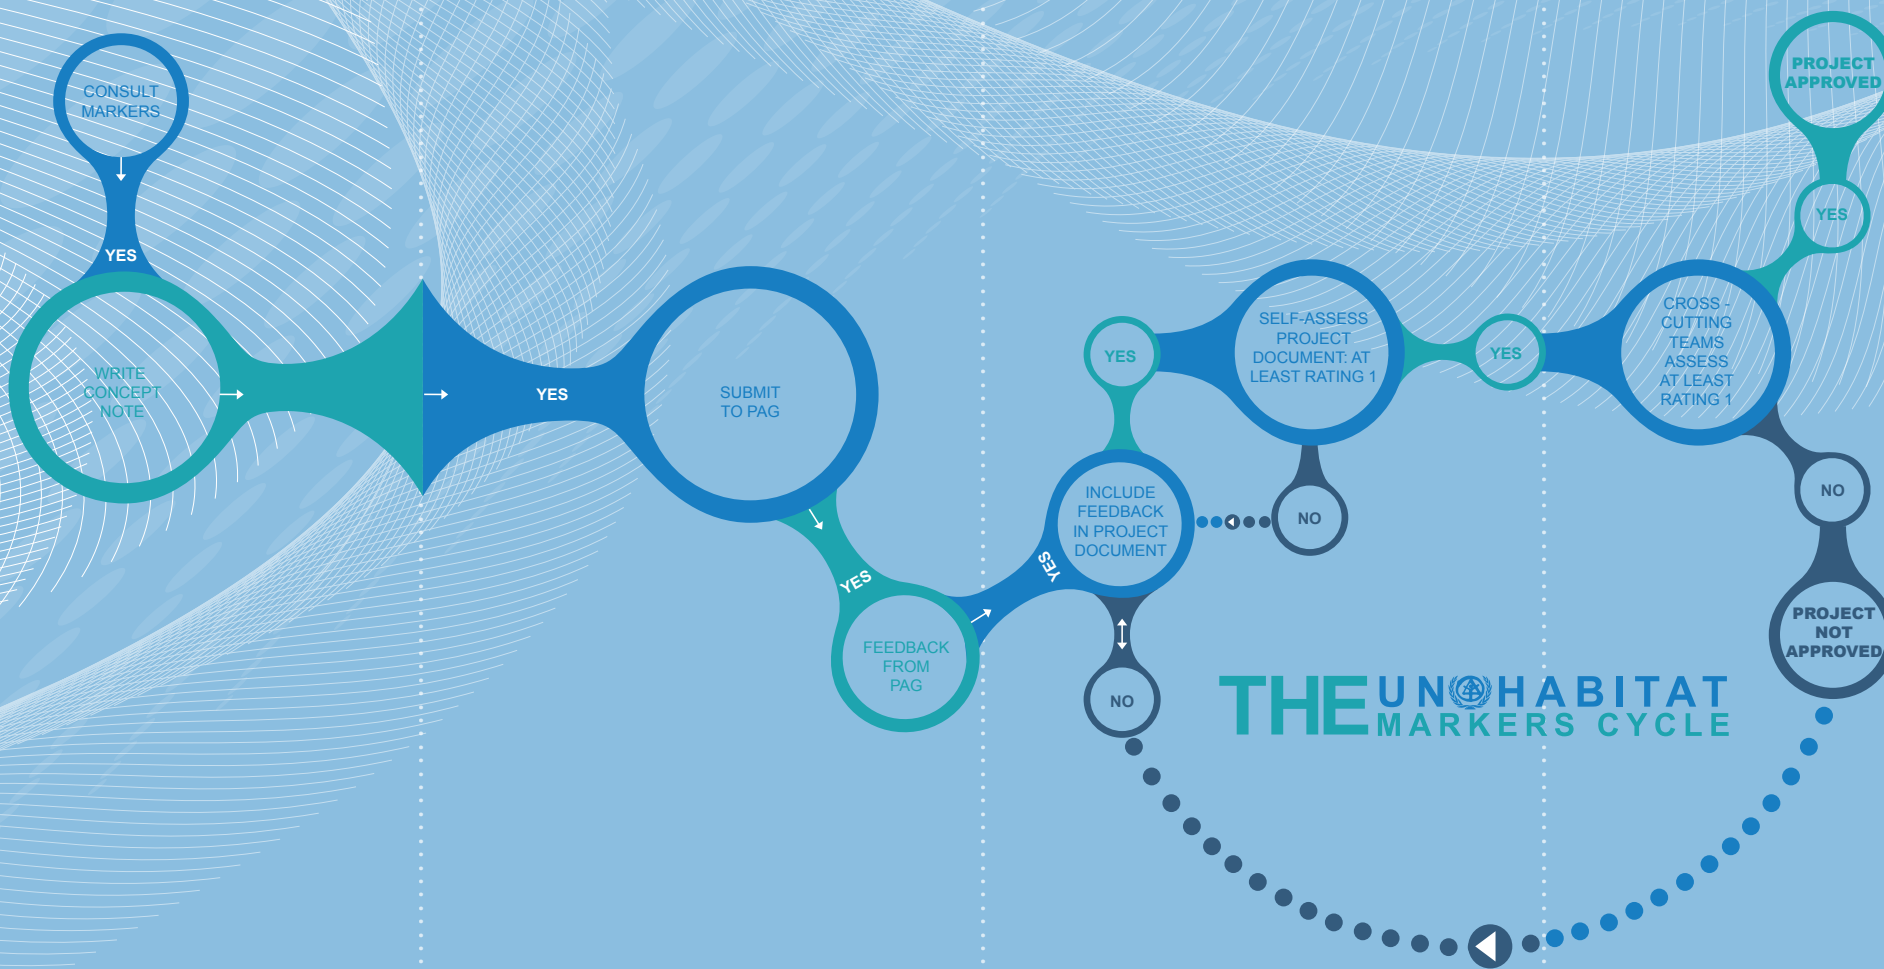 CONSULT
MARKERS
YES
WRITE
CONCEPT
NOTE
YES
SUBMIT
TO PAG
YES
FEEDBACK
FROM
PAG
YES
INCLUDE
FEEDBACK
IN PROJECT
DOCUMENT
NO
YES
SELF-ASSESS
PROJECT
DOCUMENT: AT
LEAST RATING 1
NO
YES
CROSS -
CUTTING
TEAMS
ASSESS
AT LEAST
RATING 1
YES
PROJECT
APPROVED
NO
PROJECT
NOT
APPROVED
THE UN HABITAT
MARKERS CYCLE